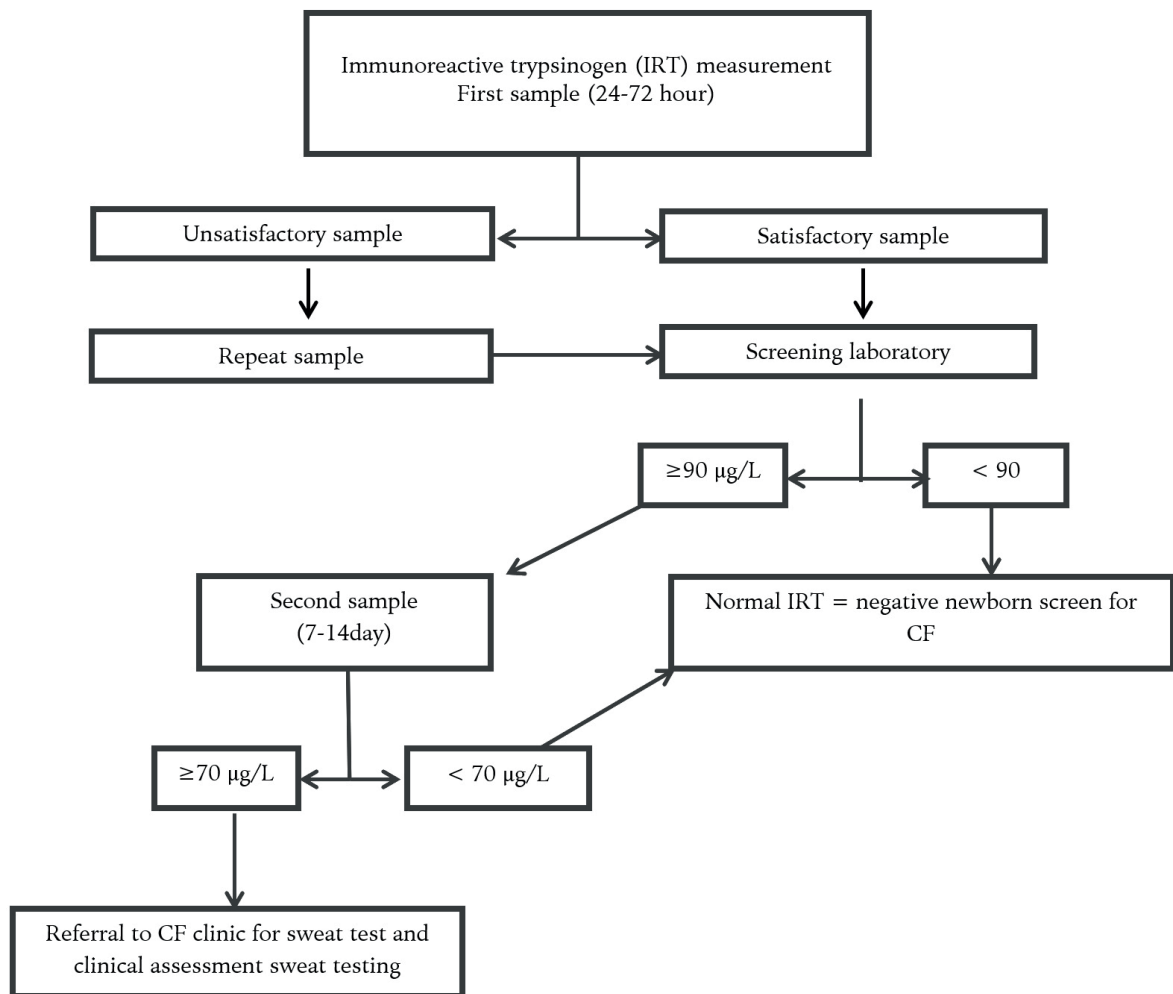 Immunoreactive trypsinogen (IRT) measurement
First sample (24-72 hour)
Unsatisfactory sample
Satisfactory sample
Repeat sample
Screening laboratory
≥90 µg/L
< 90
Second sample
(7-14day)
Normal IRT = negative newborn screen for
CF
≥70 µg/L
< 70 µg/L
Referral to CF clinic for sweat test and
clinical assessment sweat testing